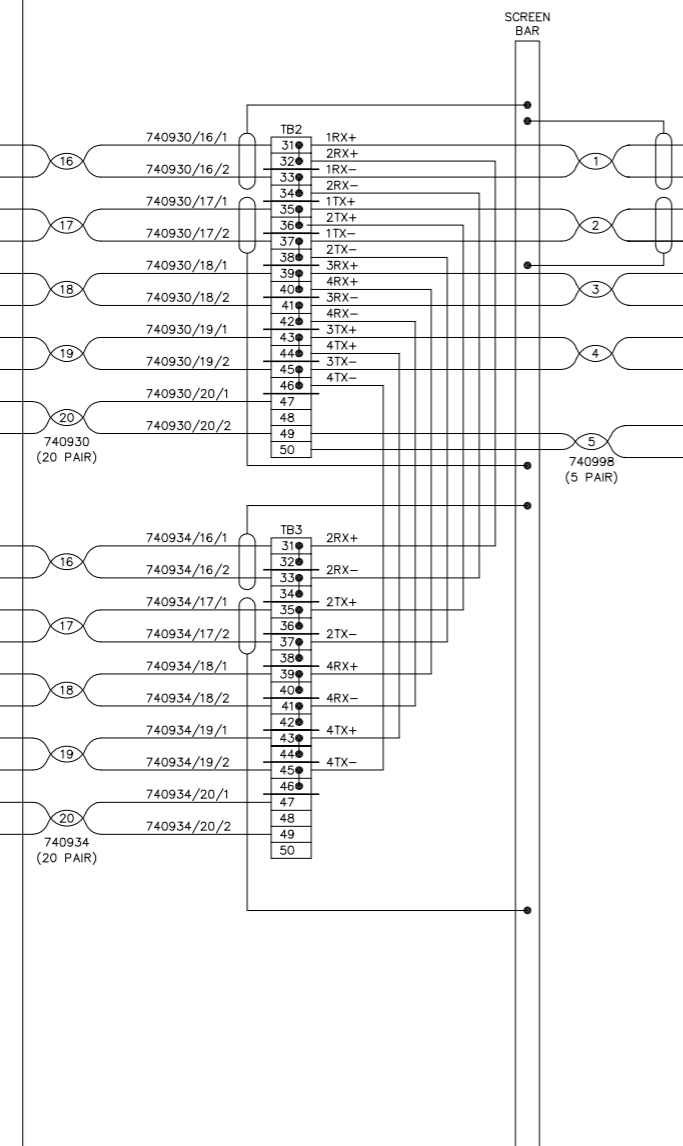 SCREEN
BAR
TB2
740930/16/1
31
1RX+
32
2RX+
16
740930/16/2
33
1RX-
1
34
2RX-
740930/17/1
35
1TX+
36
2TX+
17
740930/17/2
37
1TX-
2
38
2TX-
740930/18/1
39
3RX+
40
4RX+
18
740930/18/2
41
3RX-
3
42
4RX-
740930/19/1
43
3TX+
44
4TX+
19
740930/19/2
45
3TX-
4
46
4TX-
740930/20/1
47
20
48
740930/20/2
49
5
50
740930
(20 PAIR)
740998
(5 PAIR)
TB3
740934/16/1
31
2RX+
32
16
740934/16/2
33
2RX-
34
740934/17/1
35
2TX+
36
17
740934/17/2
37
2TX-
38
740934/18/1
39
4RX+
40
18
740934/18/2
41
4RX-
42
740934/19/1
43
4TX+
44
19
740934/19/2
45
4TX-
46
740934/20/1
47
20
48
740934/20/2
49
50
740934
(20 PAIR)